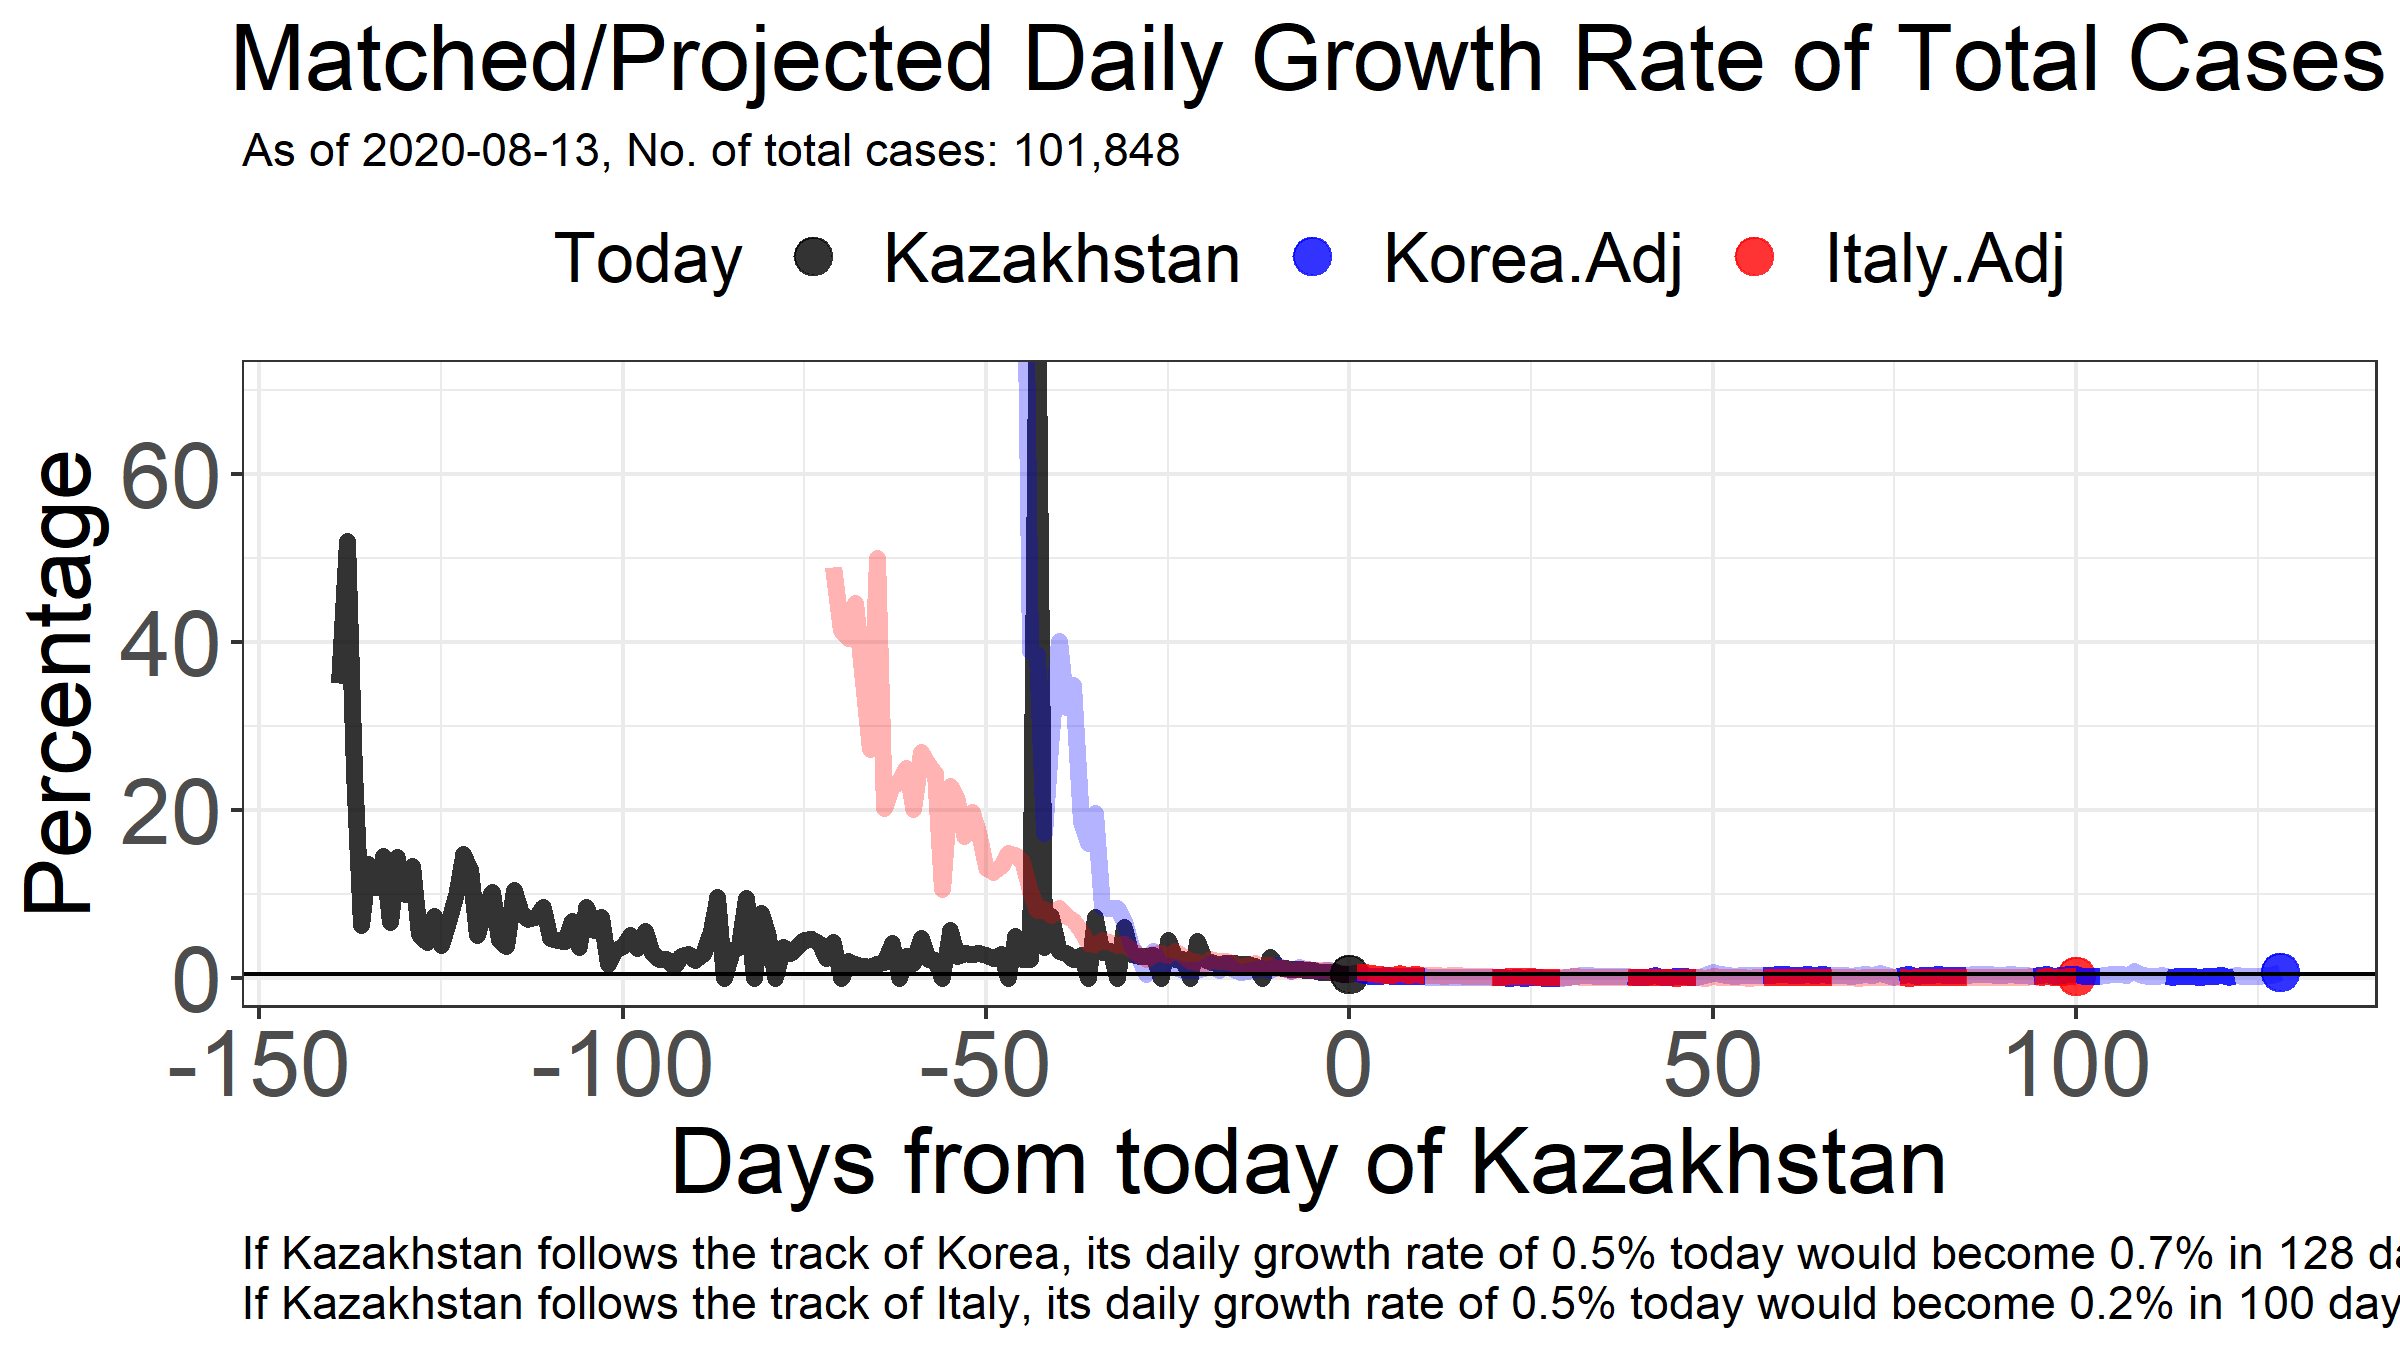 Matched/Projected Daily Growth Rate of Total Cases
As of 2020-08-13, No. of total cases: 101,848
Today Kazakhstan Korea.Adj Italy.Adj
Percentage
60
40
20
0
-150 -100 -50 0 50 100
Days from today of Kazakhstan
If Kazakhstan follows the track of Korea, its daily growth rate of 0.5% today would become 0.7% in 128 da
If Kazakhstan follows the track of Italy, its daily growth rate of 0.5% today would become 0.2% in 100 day